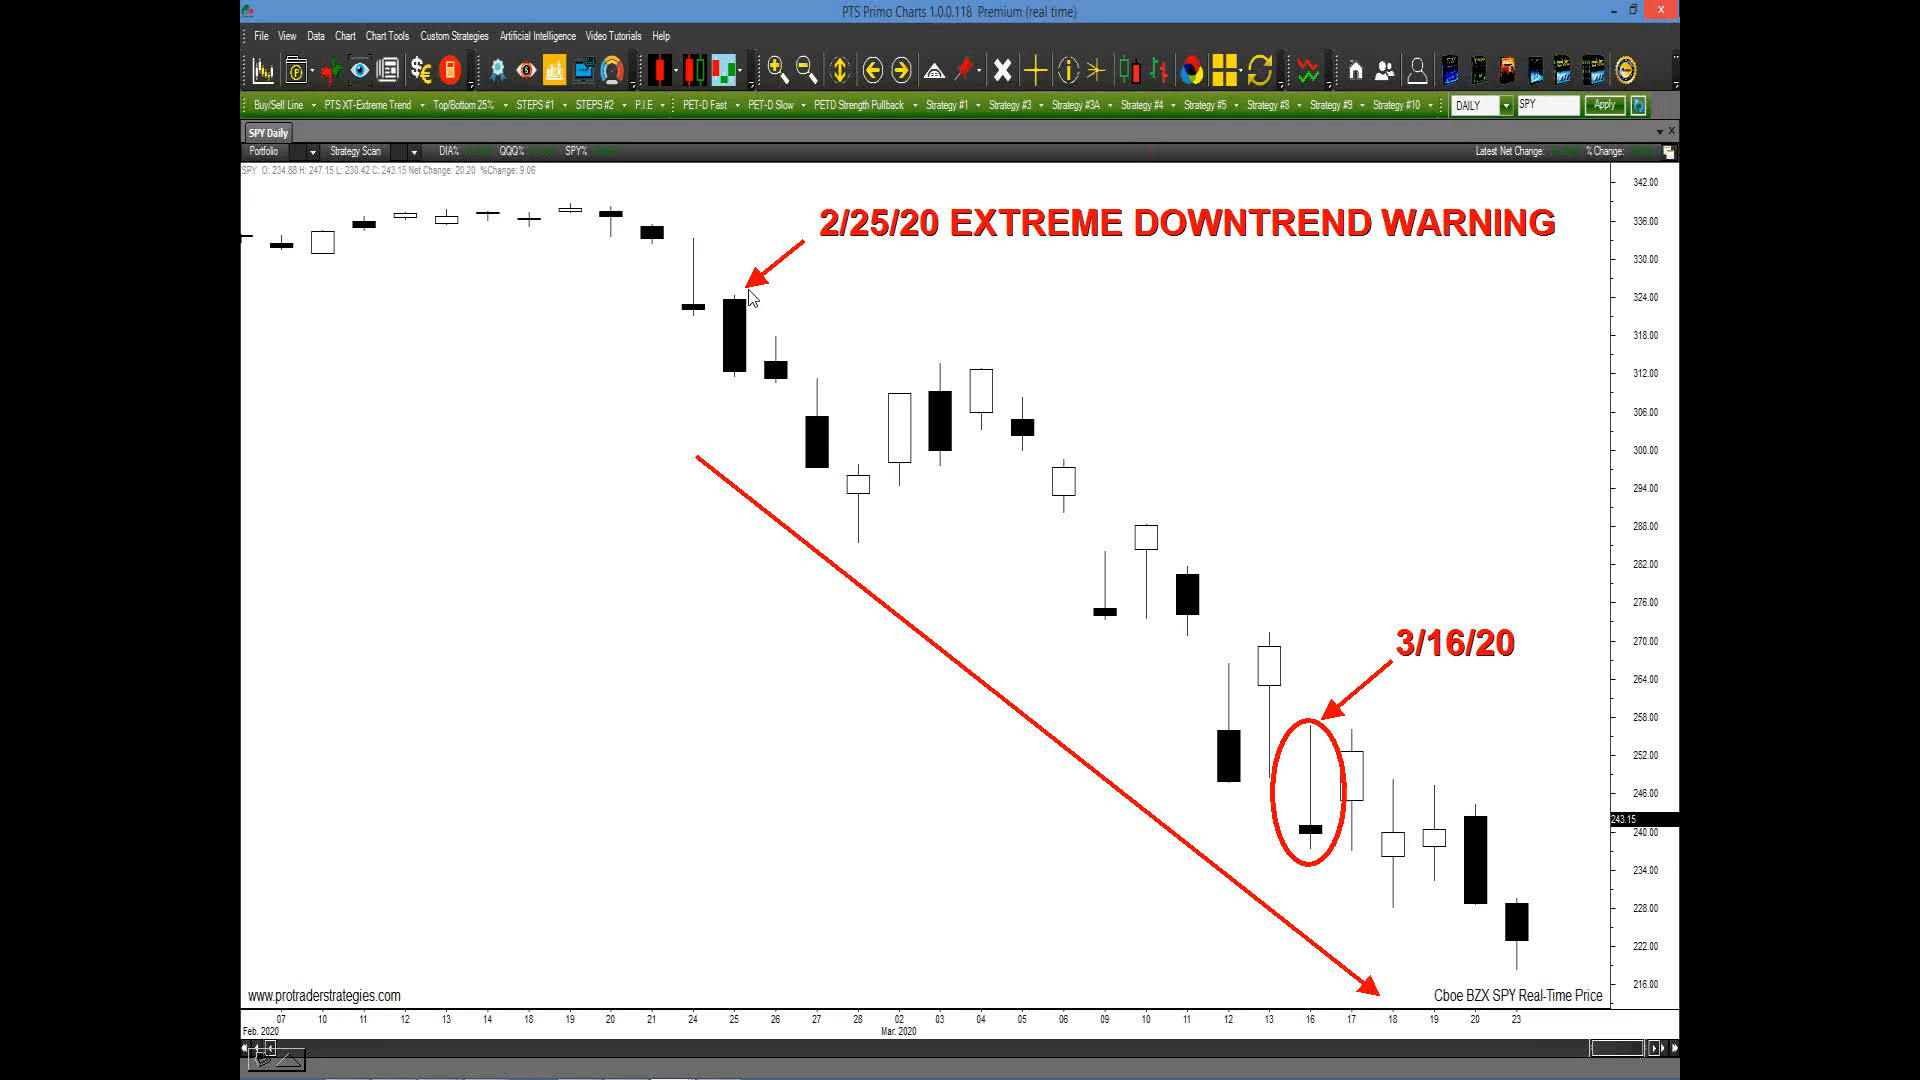 PTS Primo Charts 1.0.0.118 Premium (real time)
File View Data Chart Chart Tools Custom Strategies Artificial Intelligence Video Tutorials Help
Buy/Sell Line PTS XT-Extreme Trend Top/Bottom 25% STEPS #1 STEPS #2 P.I.E PET-D Fast PET-D Slow PETD Strength Pullback Strategy #1 Strategy #3 Strategy #3A Strategy #4 Strategy #5 Strategy #8 Strategy #9 Strategy #10 DAILY SPY Apply
SPY Daily
Portfolio Strategy Scan DIA% QQQ% SPY% Latest Net Change: % Change:
SPY O: 234.88 H: 247.15 L: 230.42 C: 243.15 Net Change: 20.20 %Change: 9.06
2/25/20 EXTREME DOWNTREND WARNING
3/16/20
342.00
336.00
330.00
324.00
318.00
312.00
306.00
300.00
294.00
288.00
282.00
276.00
270.00
264.00
258.00
252.00
246.00
243.15
240.00
234.00
228.00
222.00
216.00
www.protraderstrategies.com Cboe BZX SPY Real-Time Price
07 10 11 12 13 14 18 19 20 21 24 25 26 27 28 02 03 04 05 06 09 10 11 12 13 16 17 18 19 20 23
Feb. 2020 Mar. 2020